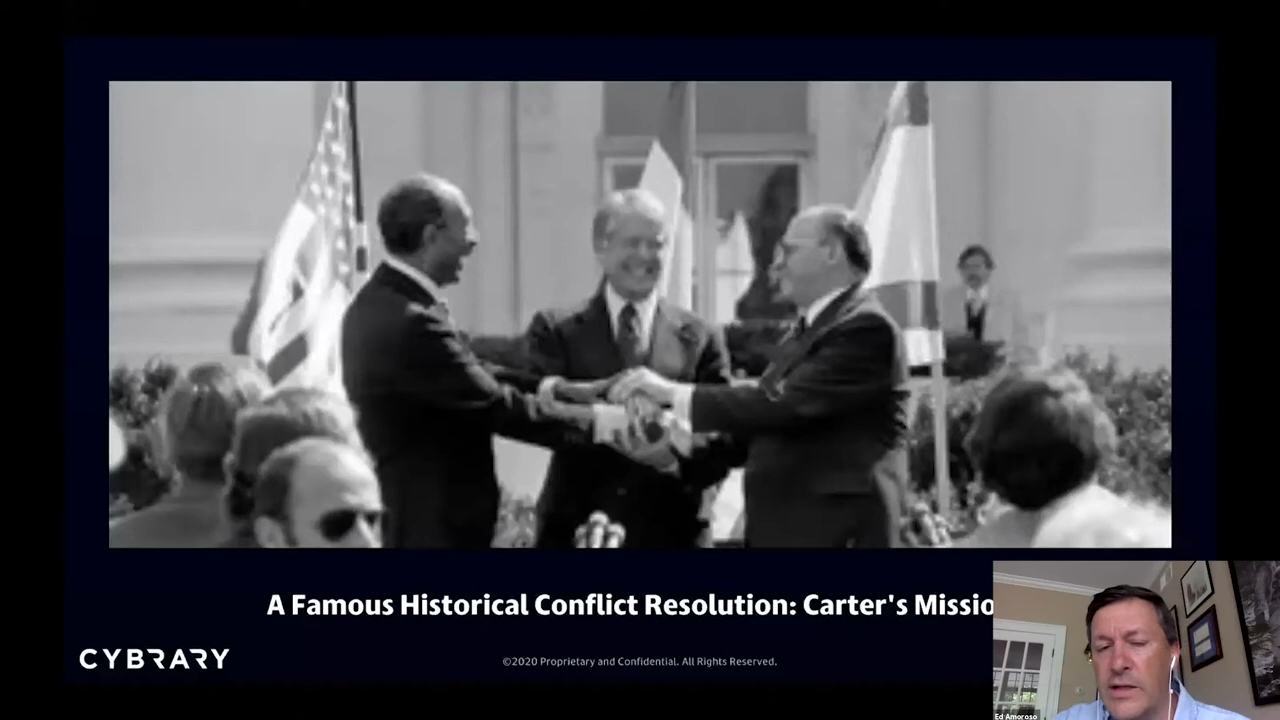 A Famous Historical Conflict Resolution: Carter's Missio
CYBRARY
©2020 Proprietary and Confidential. All Rights Reserved.
Ed Amoroso